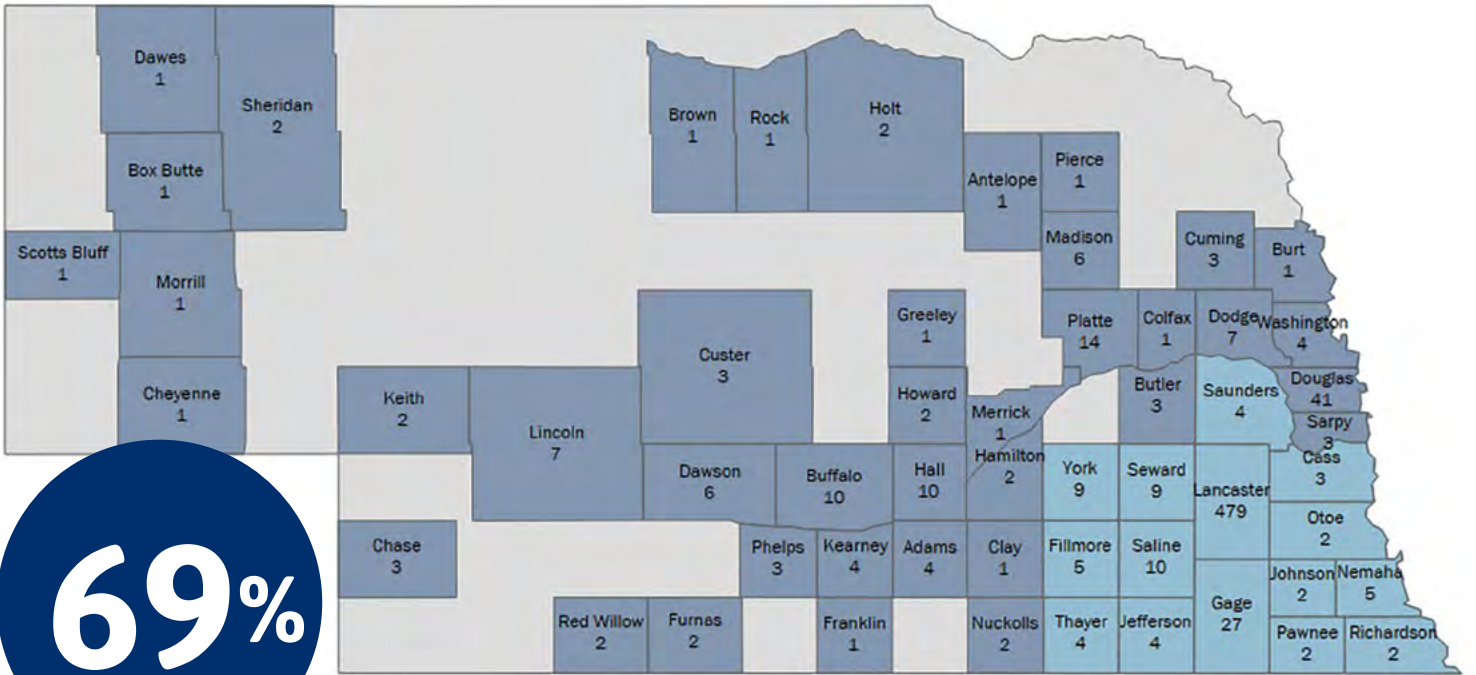 Dawes
1
Sheridan
2
Box Butte
1
Scotts Bluff
1
Morrill
1
Cheyenne
1
Brown
1
Rock
1
Holt
2
Antelope
1
Pierce
1
Madison
6
Cuming
3
Burt
1
Keith
2
Lincoln
7
Custer
3
Greeley
1
Howard
2
Merrick
1
Platte
14
Colfax
1
Dodge
7
Washington
4
Butler
3
Saunders
4
Douglas
41
Sarpy
3
Dawson
6
Buffalo
10
Hall
10
Hamilton
2
York
9
Seward
9
Lancaster
479
Cass
3
Otoe
2
Chase
3
Phelps
3
Kearney
4
Adams
4
Clay
1
Fillmore
5
Saline
10
Gage
27
Johnson
2
Nemaha
5
Red Willow
2
Furnas
2
Franklin
1
Nuckolls
2
Thayer
4
Jefferson
4
Pawnee
2
Richardson
2
69%